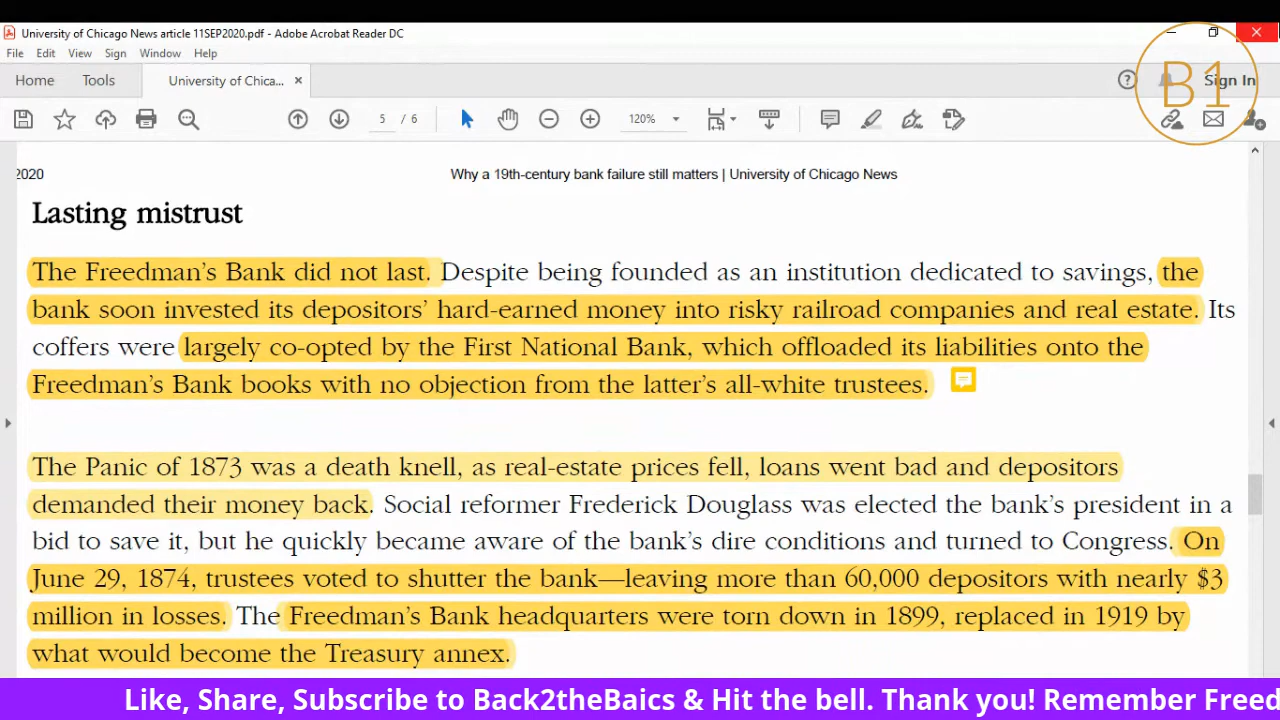 University of Chicago News article 11SEP2020.pdf - Adobe Acrobat Reader DC
File Edit View Sign Window Help
Home Tools University of Chica... × Sign In
B1
5 / 6 120%
2020 Why a 19th-century bank failure still matters | University of Chicago News
Lasting mistrust
The Freedman's Bank did not last. Despite being founded as an institution dedicated to savings, the
bank soon invested its depositors' hard-earned money into risky railroad companies and real estate. Its
coffers were largely co-opted by the First National Bank, which offloaded its liabilities onto the
Freedman's Bank books with no objection from the latter's all-white trustees.
The Panic of 1873 was a death knell, as real-estate prices fell, loans went bad and depositors
demanded their money back. Social reformer Frederick Douglass was elected the bank's president in a
bid to save it, but he quickly became aware of the bank's dire conditions and turned to Congress. On
June 29, 1874, trustees voted to shutter the bank—leaving more than 60,000 depositors with nearly $3
million in losses. The Freedman's Bank headquarters were torn down in 1899, replaced in 1919 by
what would become the Treasury annex.
Like, Share, Subscribe to Back2theBaics & Hit the bell. Thank you! Remember Freed